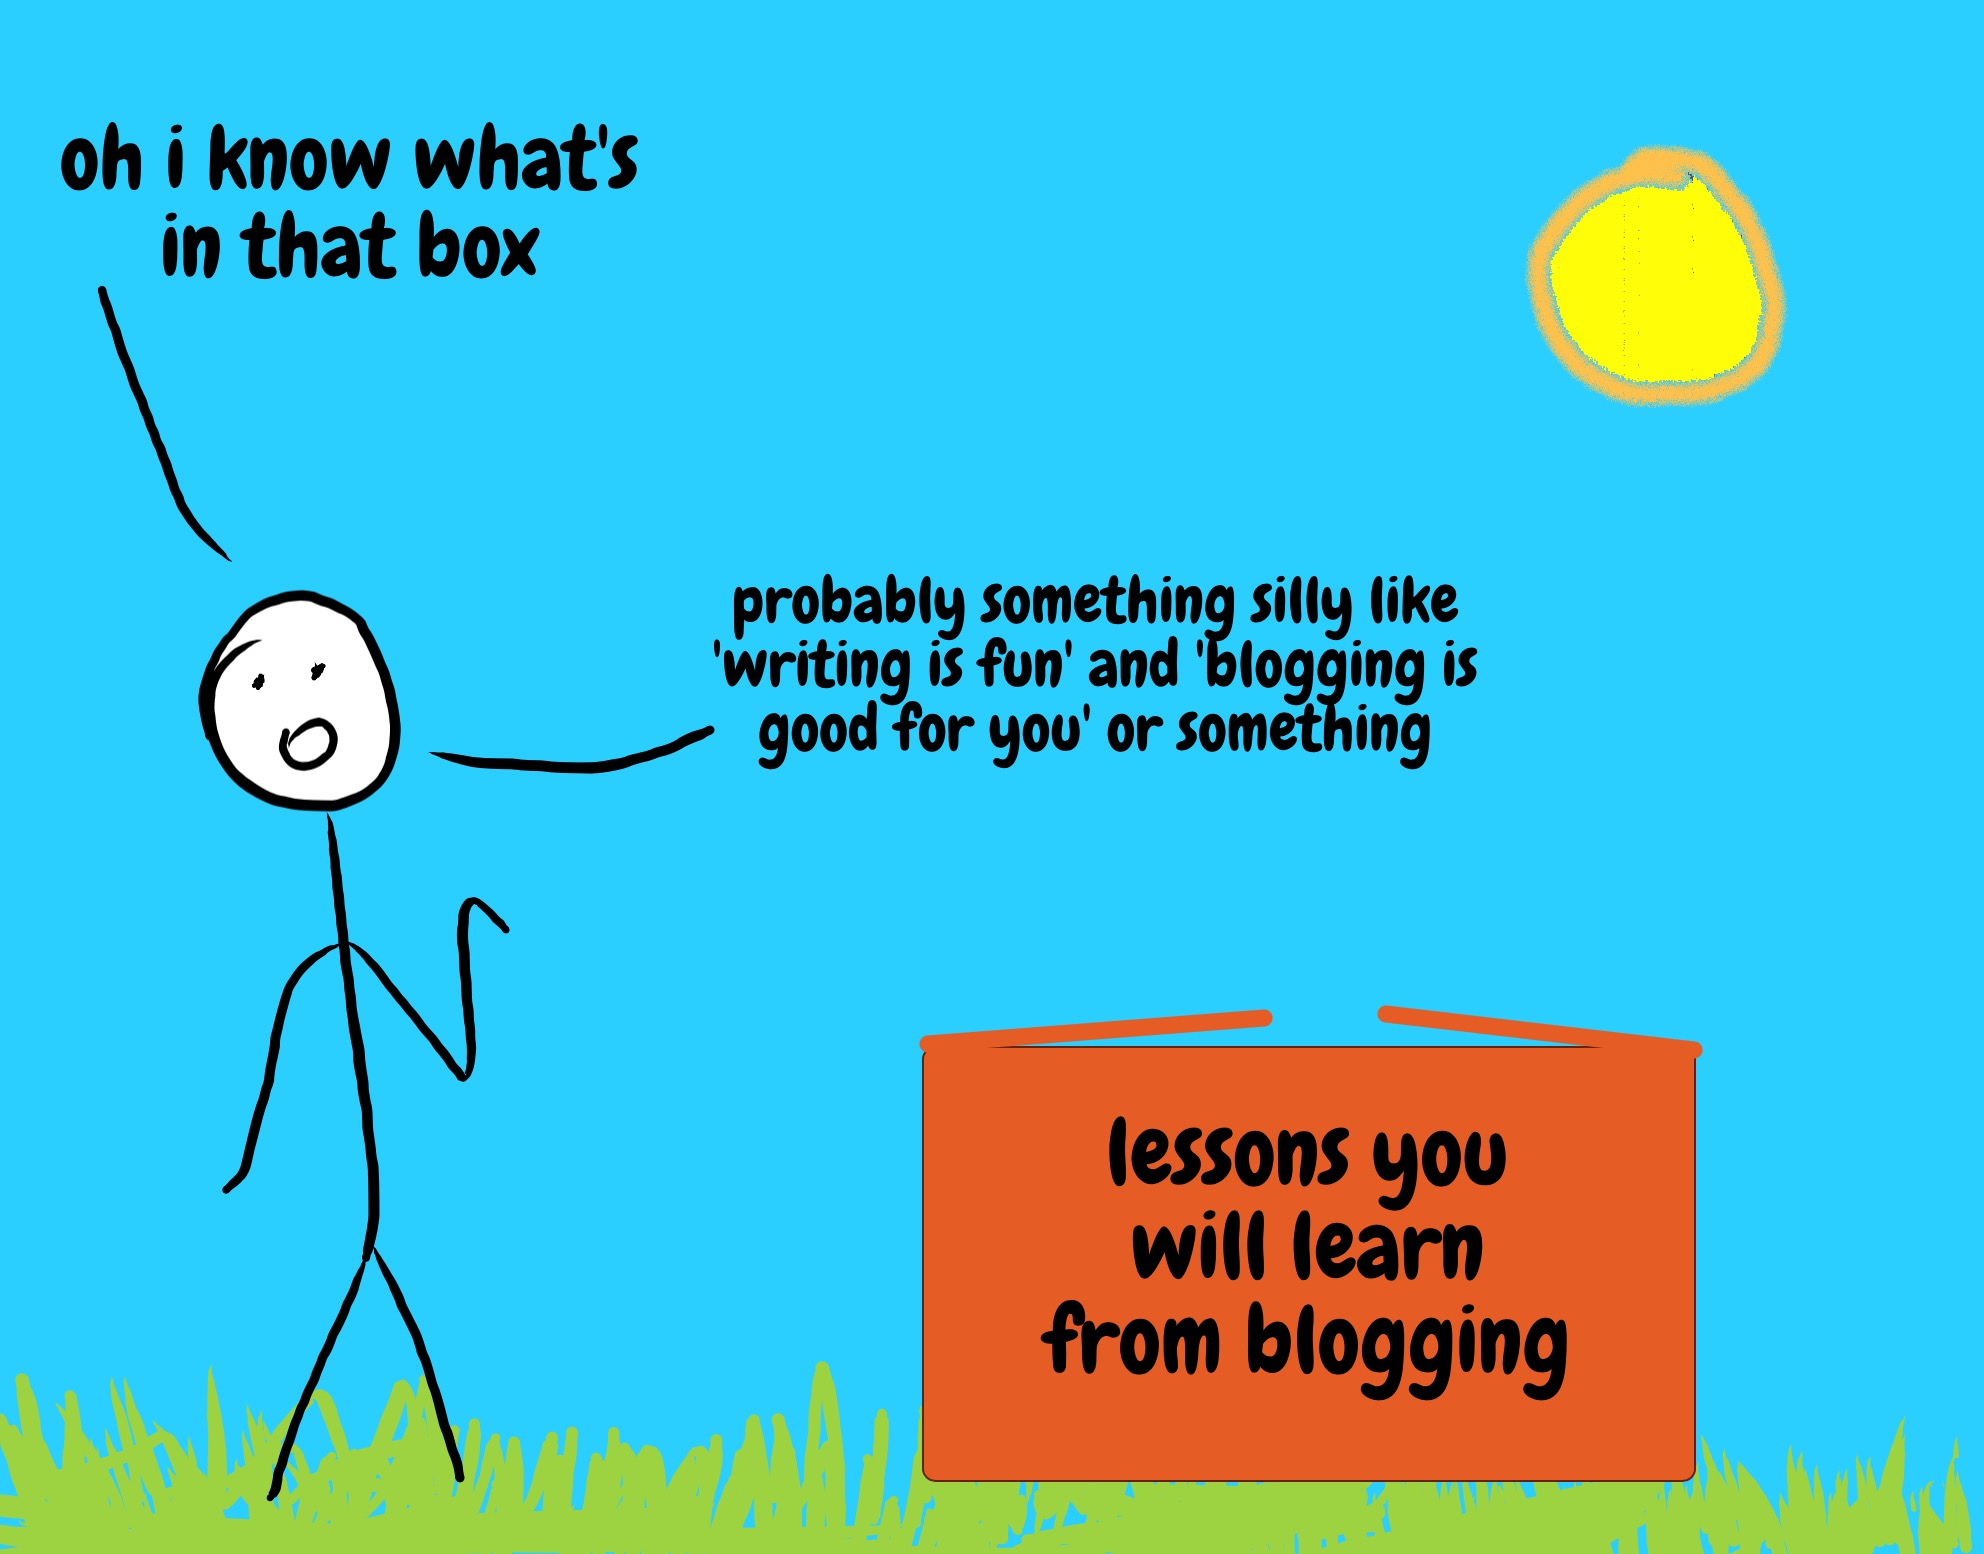 oh i know what's
in that box
probably something silly like
'writing is fun' and 'blogging is
good for you' or something
lessons you
will learn
from blogging